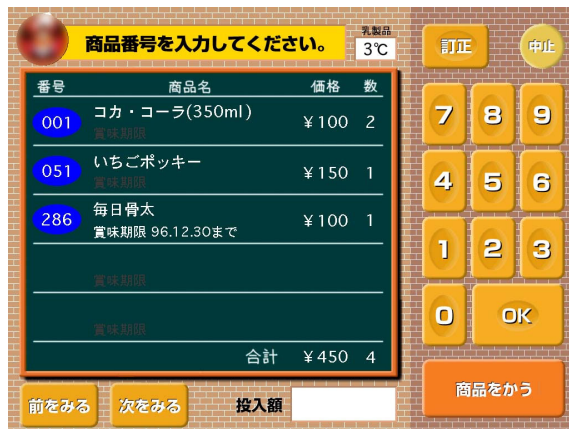 商品番号を入力してください。
乳製品
3℃
訂正
中止
番号 商品名 価格 数
001 コカ・コーラ(350ml) ¥100 2
賞味期限
051 いちごポッキー ¥150 1
賞味期限
286 毎日骨太 ¥100 1
賞味期限 96.12.30まで
賞味期限
賞味期限
合計 ¥450 4
7 8 9
4 5 6
1 2 3
0 OK
前をみる 次をみる 投入額
商品をかう